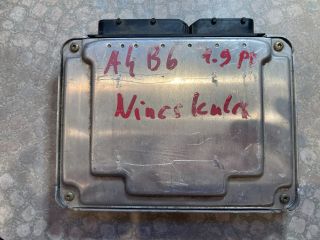 A4 B6 1.9 PD
Nincs kulcs